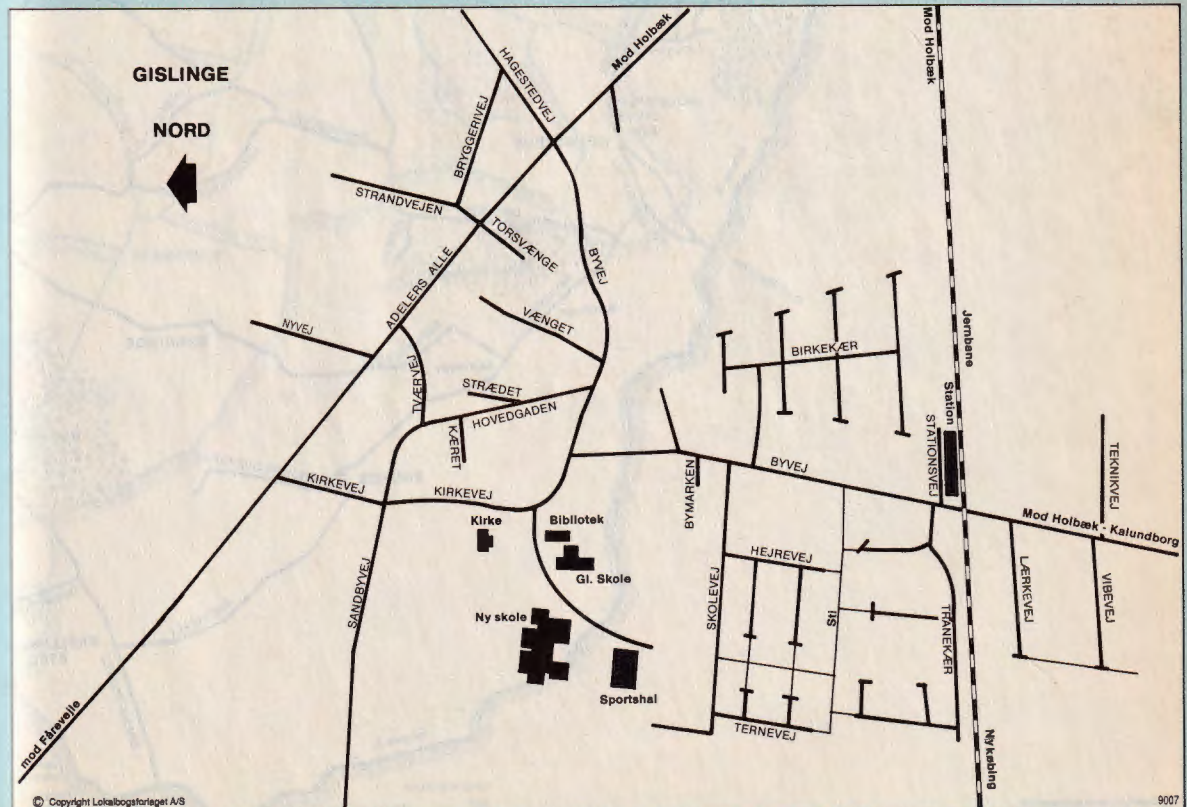 GISLINGE
NORD
HAGESTEDVEJ
Mod Holbæk
Mod Holbæk
BRYGGERIVEJ
STRANDVEJEN
TORSVÆNGE
BYVEJ
ADELERS ALLE
NYVEJ
VÆNGET
TVÆRVEJ
STRÆDET
HOVEDGADEN
KÆRET
BIRKEKÆR
Jernbane
Station
STATIONSVEJ
TEKNIKVEJ
KIRKEVEJ
KIRKEVEJ
BYMARKEN
BYVEJ
Mod Holbæk - Kalundborg
Kirke
Bibliotek
Gl. Skole
HEJREVEJ
SKOLEVEJ
Sti
TRANEKÆR
LÆRKEVEJ
VIBEVEJ
SANDBYVEJ
Ny skole
Sportshal
TERNEVEJ
Nykøbing
mod Fårevejle
© Copyright Lokalbogsforlaget A/S
9007